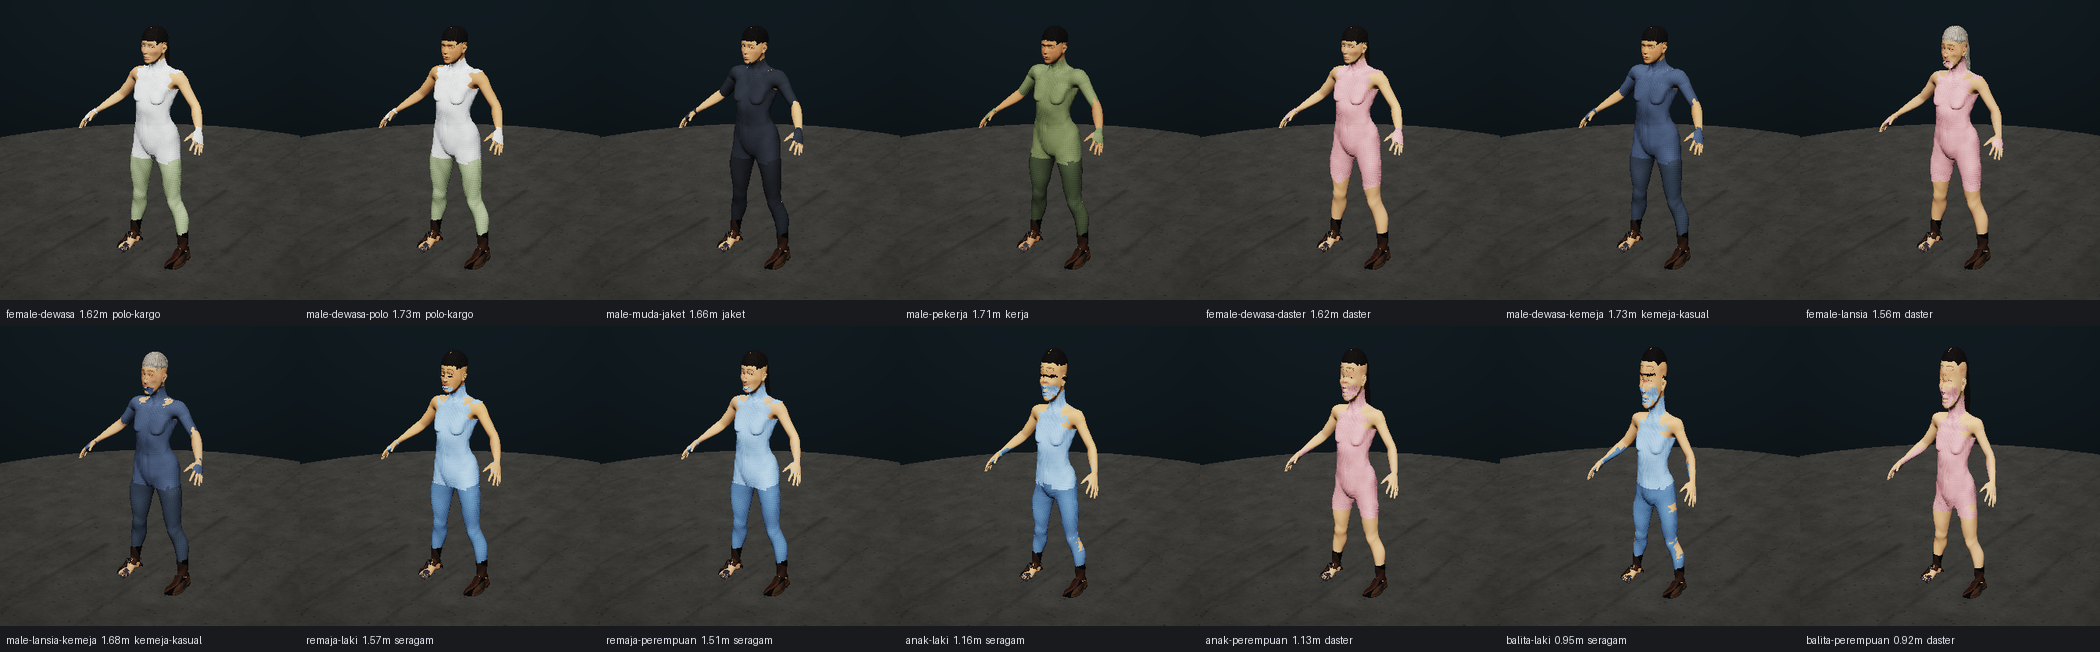 female-dewasa 1.62m polo-kargo
male-dewasa-polo 1.73m polo-kargo
male-muda-jaket 1.66m jaket
male-pekerja 1.71m kerja
female-dewasa-daster 1.62m daster
male-dewasa-kemeja 1.73m kemeja-kasual
female-lansia 1.56m daster
male-lansia-kemeja 1.68m kemeja-kasual
remaja-laki 1.57m seragam
remaja-perempuan 1.51m seragam
anak-laki 1.16m seragam
anak-perempuan 1.13m daster
balita-laki 0.95m seragam
balita-perempuan 0.92m daster